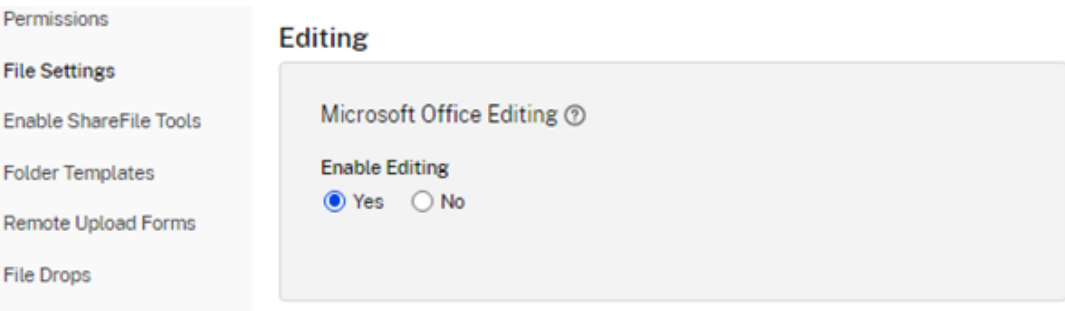 Permissions
File Settings
Enable ShareFile Tools
Folder Templates
Remote Upload Forms
File Drops
Editing
Microsoft Office Editing ?
Enable Editing
Yes No